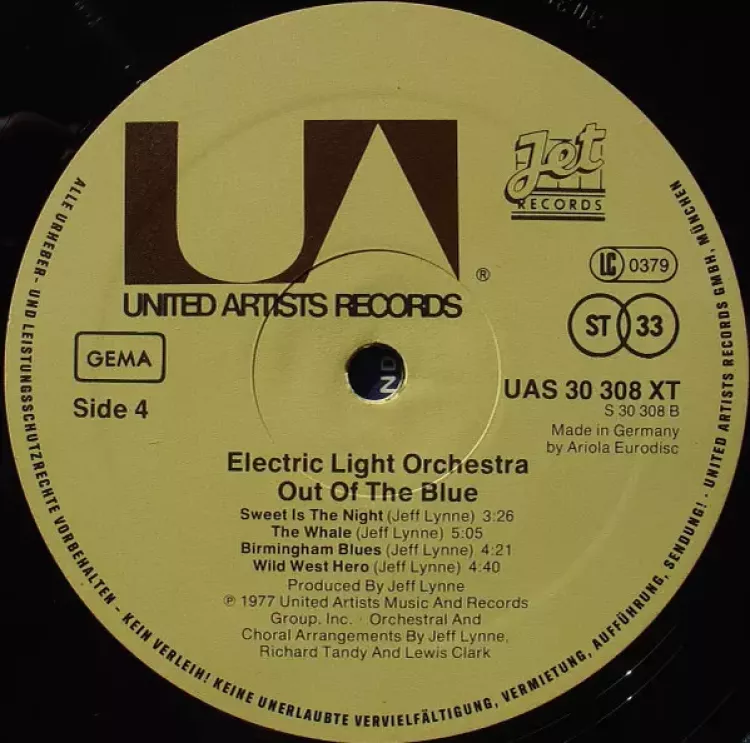 UA
Jet
RECORDS
®
UNITED ARTISTS RECORDS
LC 0379
ST 33
GEMA
Side 4
UAS 30 308 XT
S 30 308 B
Made in Germany
by Ariola Eurodisc
Electric Light Orchestra
Out Of The Blue
Sweet Is The Night (Jeff Lynne) 3:26
The Whale (Jeff Lynne) 5:05
Birmingham Blues (Jeff Lynne) 4:21
Wild West Hero (Jeff Lynne) 4:40
Produced By Jeff Lynne
℗ 1977 United Artists Music And Records
Group, Inc. · Orchestral And
Choral Arrangements By Jeff Lynne,
Richard Tandy And Lewis Clark
ALLE URHEBER- UND LEISTUNGSSCHUTZRECHTE VORBEHALTEN - KEIN VERLEIH! KEINE UNERLAUBTE VERVIELFÄLTIGUNG, VERMIETUNG, AUFFÜHRUNG, SENDUNG! · UNITED ARTISTS RECORDS GMBH, MÜNCHEN